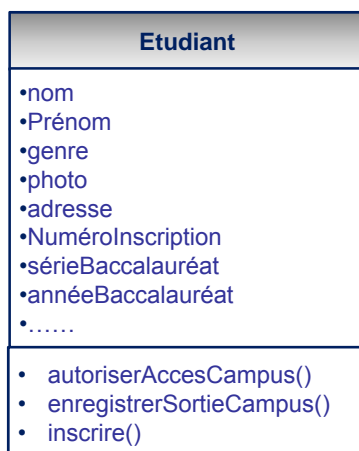 Etudiant
•nom
•Prénom
•genre
•photo
•adresse
•NuméroInscription
•sérieBaccalauréat
•annéeBaccalauréat
•……
• autoriserAccesCampus()
• enregistrerSortieCampus()
• inscrire()